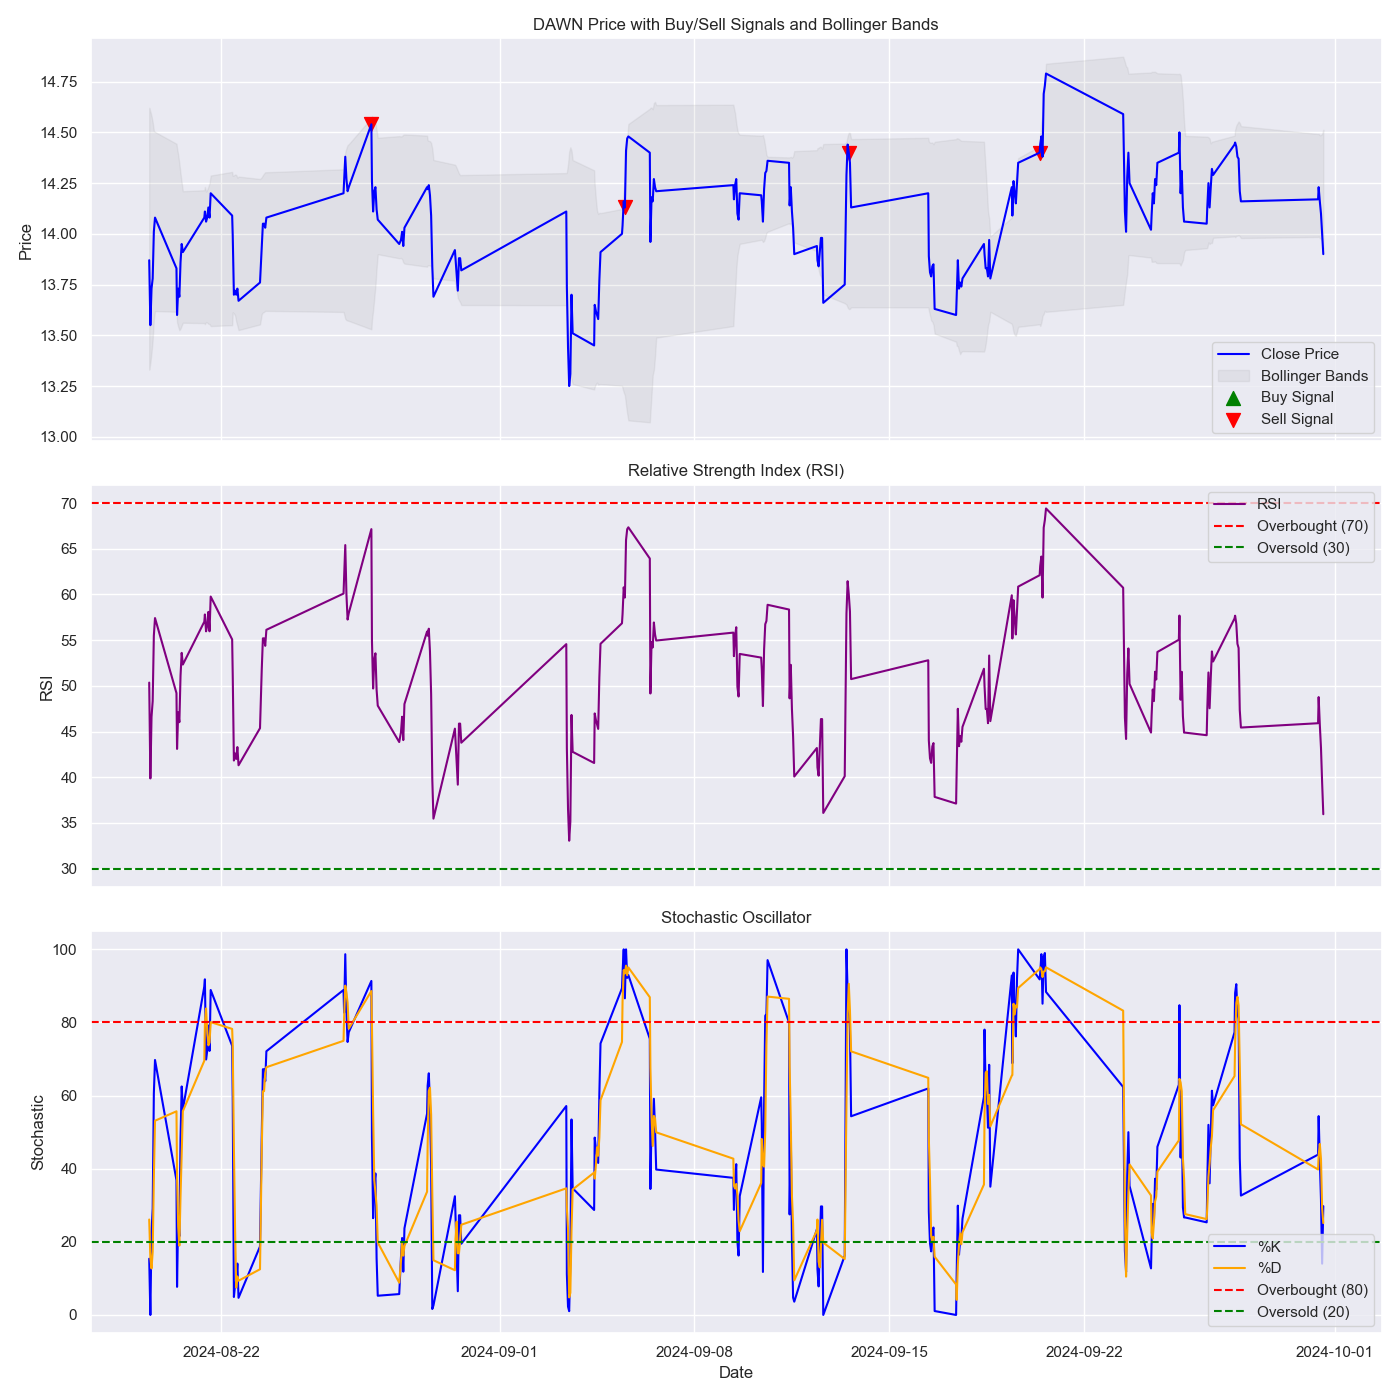 DAWN Price with Buy/Sell Signals and Bollinger Bands
Price
14.75
14.50
14.25
14.00
13.75
13.50
13.25
13.00
Close Price
Bollinger Bands
Buy Signal
Sell Signal
Relative Strength Index (RSI)
RSI
70
65
60
55
50
45
40
35
30
RSI
Overbought (70)
Oversold (30)
Stochastic Oscillator
Stochastic
100
80
60
40
20
0
%K
%D
Overbought (80)
Oversold (20)
2024-08-22
2024-09-01
2024-09-08
2024-09-15
2024-09-22
2024-10-01
Date